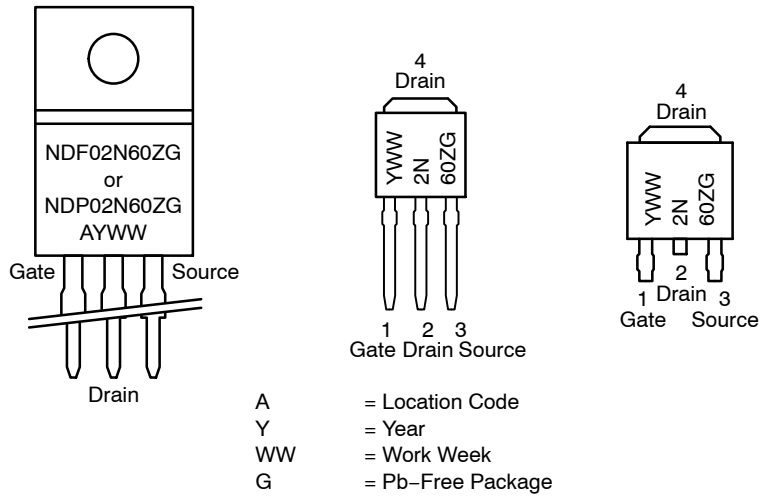 NDF02N60ZG
or
NDP02N60ZG
AYWW
Gate Source
Drain
4
Drain
YWW
2N
60ZG
1 2 3
Gate Drain Source
4
Drain
YWW
2N
60ZG
2
1 Drain 3
Gate Source
A = Location Code
Y = Year
WW = Work Week
G = Pb−Free Package